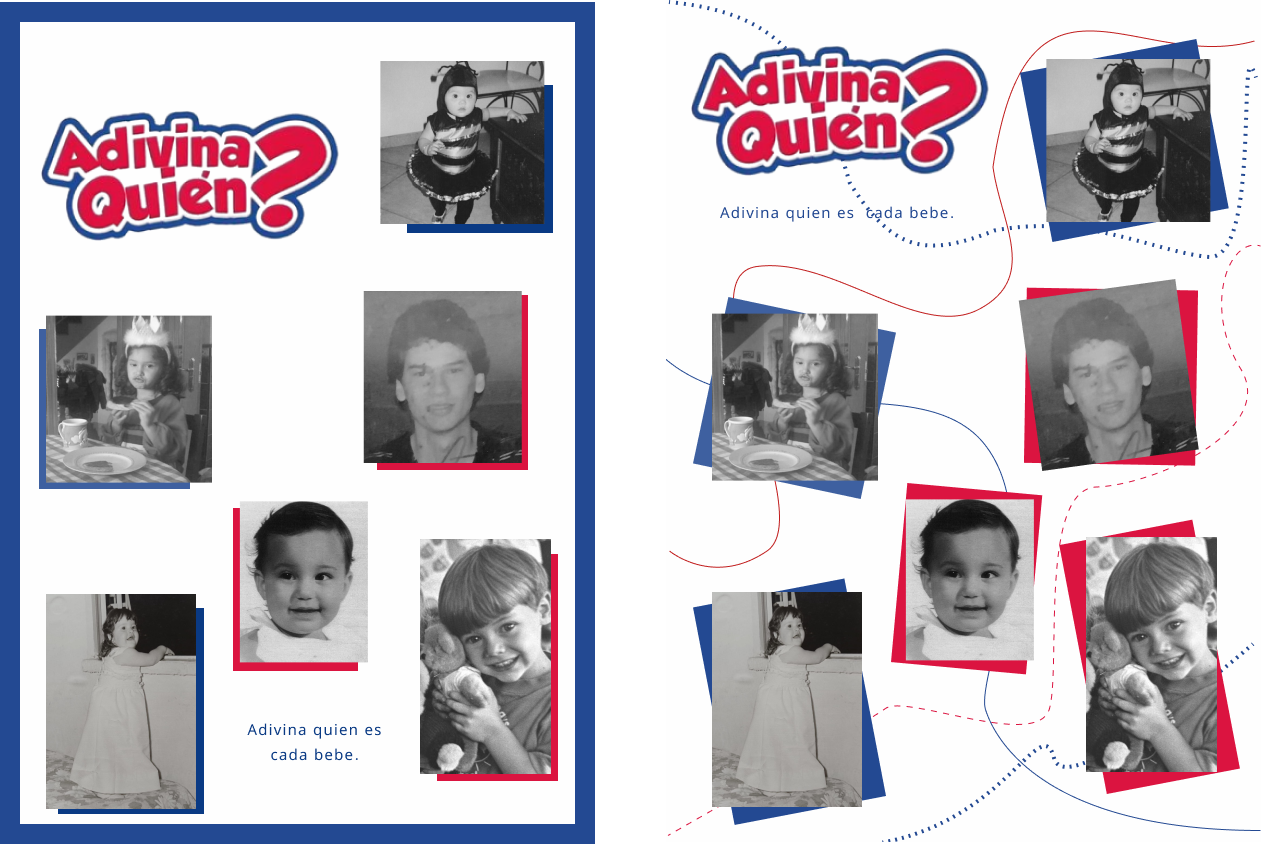 Adivina
Quién?
Adivina quien es
cada bebe.
Adivina
Quién?
Adivina quien es cada bebe.